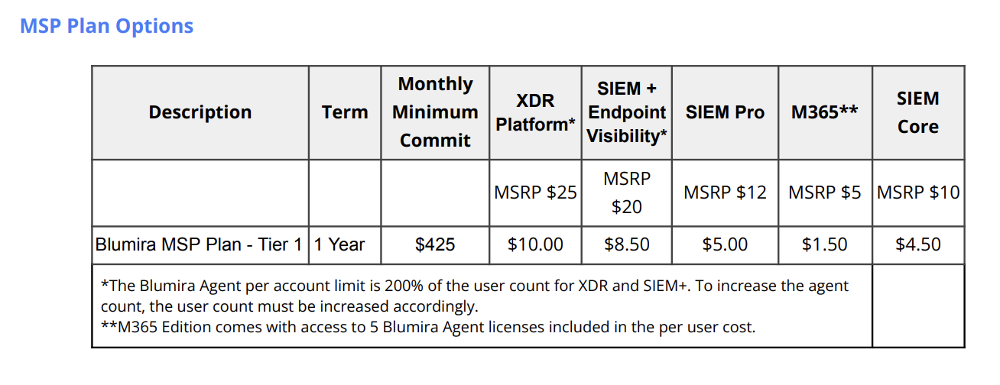 MSP Plan Options
Description
Term
Monthly
Minimum
Commit
XDR
Platform*
SIEM +
Endpoint
Visibility*
SIEM Pro
M365**
SIEM
Core
MSRP $25
MSRP
$20
MSRP $12
MSRP $5
MSRP $10
Blumira MSP Plan - Tier 1
1 Year
$425
$10.00
$8.50
$5.00
$1.50
$4.50
*The Blumira Agent per account limit is 200% of the user count for XDR and SIEM+. To increase the agent
count, the user count must be increased accordingly.
**M365 Edition comes with access to 5 Blumira Agent licenses included in the per user cost.